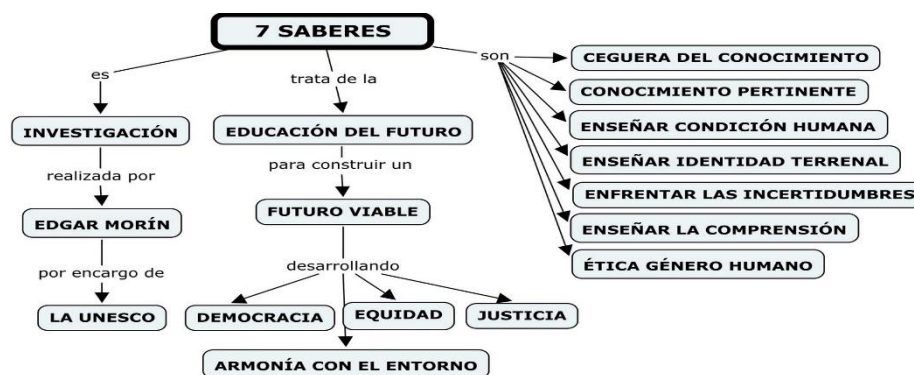 7 SABERES
es
trata de la
son
INVESTIGACIÓN
realizada por
EDGAR MORÍN
por encargo de
LA UNESCO
EDUCACIÓN DEL FUTURO
para construir un
FUTURO VIABLE
desarrollando
DEMOCRACIA
EQUIDAD
JUSTICIA
ARMONÍA CON EL ENTORNO
CEGUERA DEL CONOCIMIENTO
CONOCIMIENTO PERTINENTE
ENSEÑAR CONDICIÓN HUMANA
ENSEÑAR IDENTIDAD TERRENAL
ENFRENTAR LAS INCERTIDUMBRES
ENSEÑAR LA COMPRENSIÓN
ÉTICA GÉNERO HUMANO